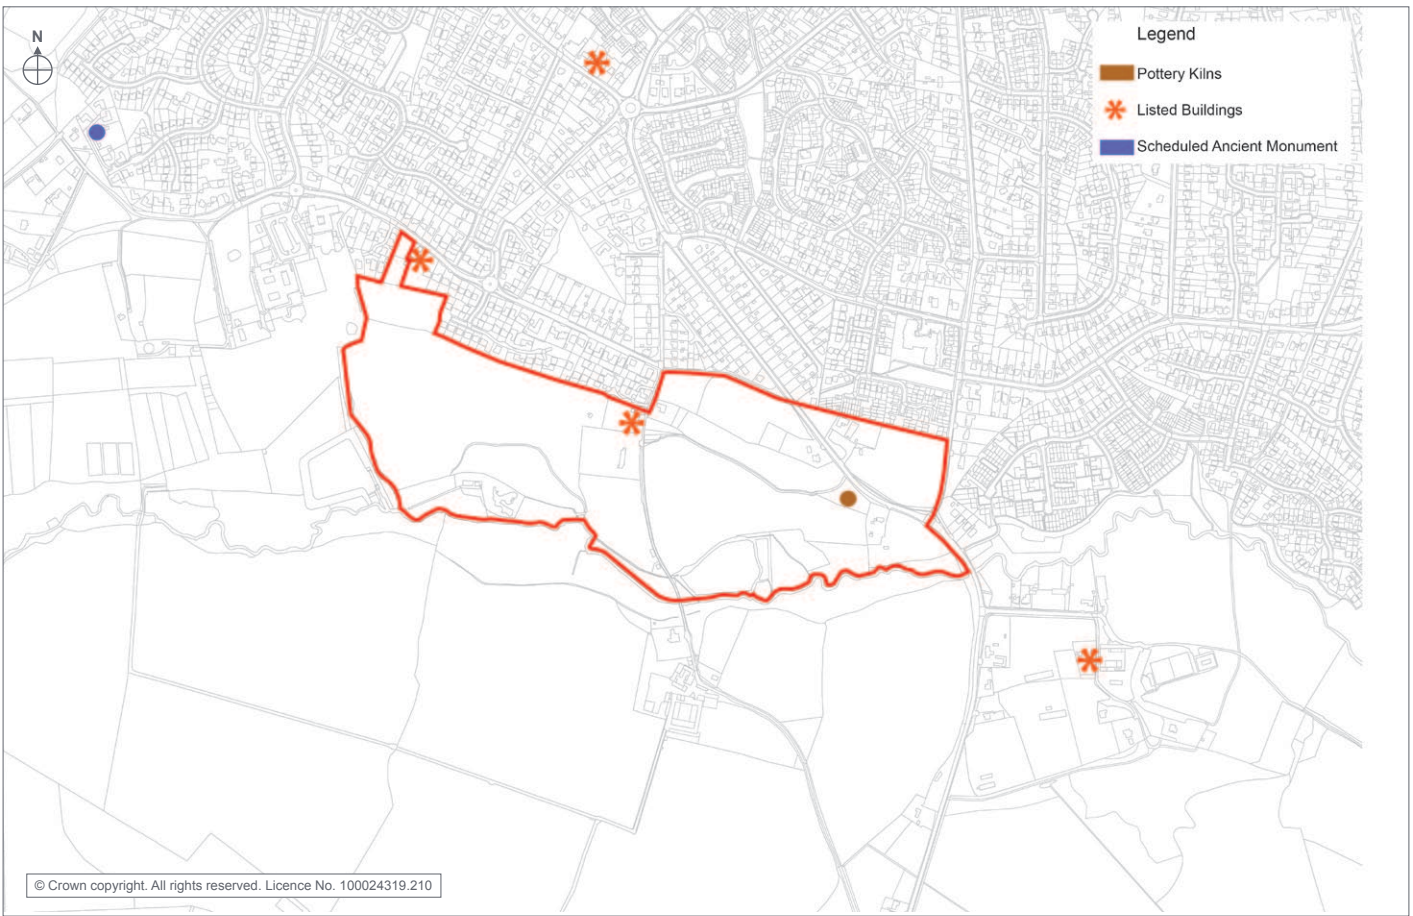 N
Legend
Pottery Kilns
Listed Buildings
Scheduled Ancient Monument
© Crown copyright. All rights reserved. Licence No. 100024319.210